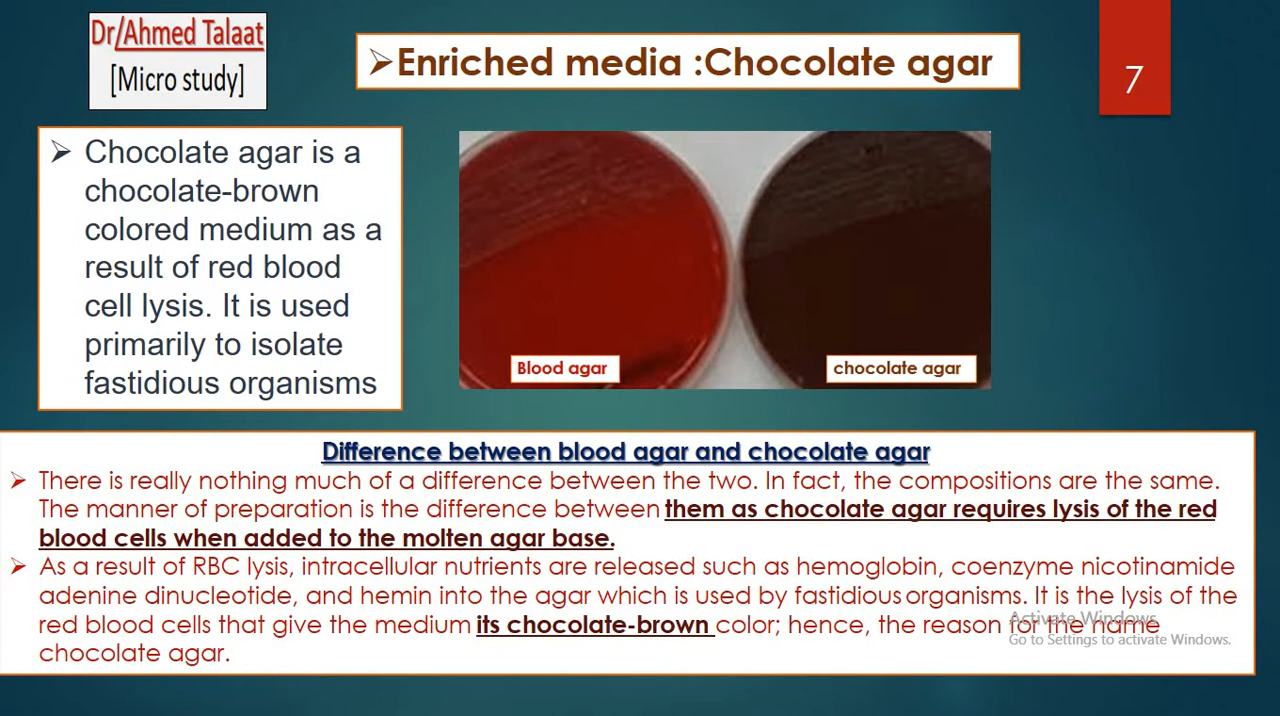 Dr/Ahmed Talaat
[Micro study]
➢Enriched media :Chocolate agar
7
➢ Chocolate agar is a
chocolate-brown
colored medium as a
result of red blood
cell lysis. It is used
primarily to isolate
fastidious organisms
Blood agar
chocolate agar
Difference between blood agar and chocolate agar
➢ There is really nothing much of a difference between the two. In fact, the compositions are the same.
The manner of preparation is the difference between them as chocolate agar requires lysis of the red
blood cells when added to the molten agar base.
➢ As a result of RBC lysis, intracellular nutrients are released such as hemoglobin, coenzyme nicotinamide
adenine dinucleotide, and hemin into the agar which is used by fastidious organisms. It is the lysis of the
red blood cells that give the medium its chocolate-brown color; hence, the reason for the name
chocolate agar.
Activate Windows
Go to Settings to activate Windows.